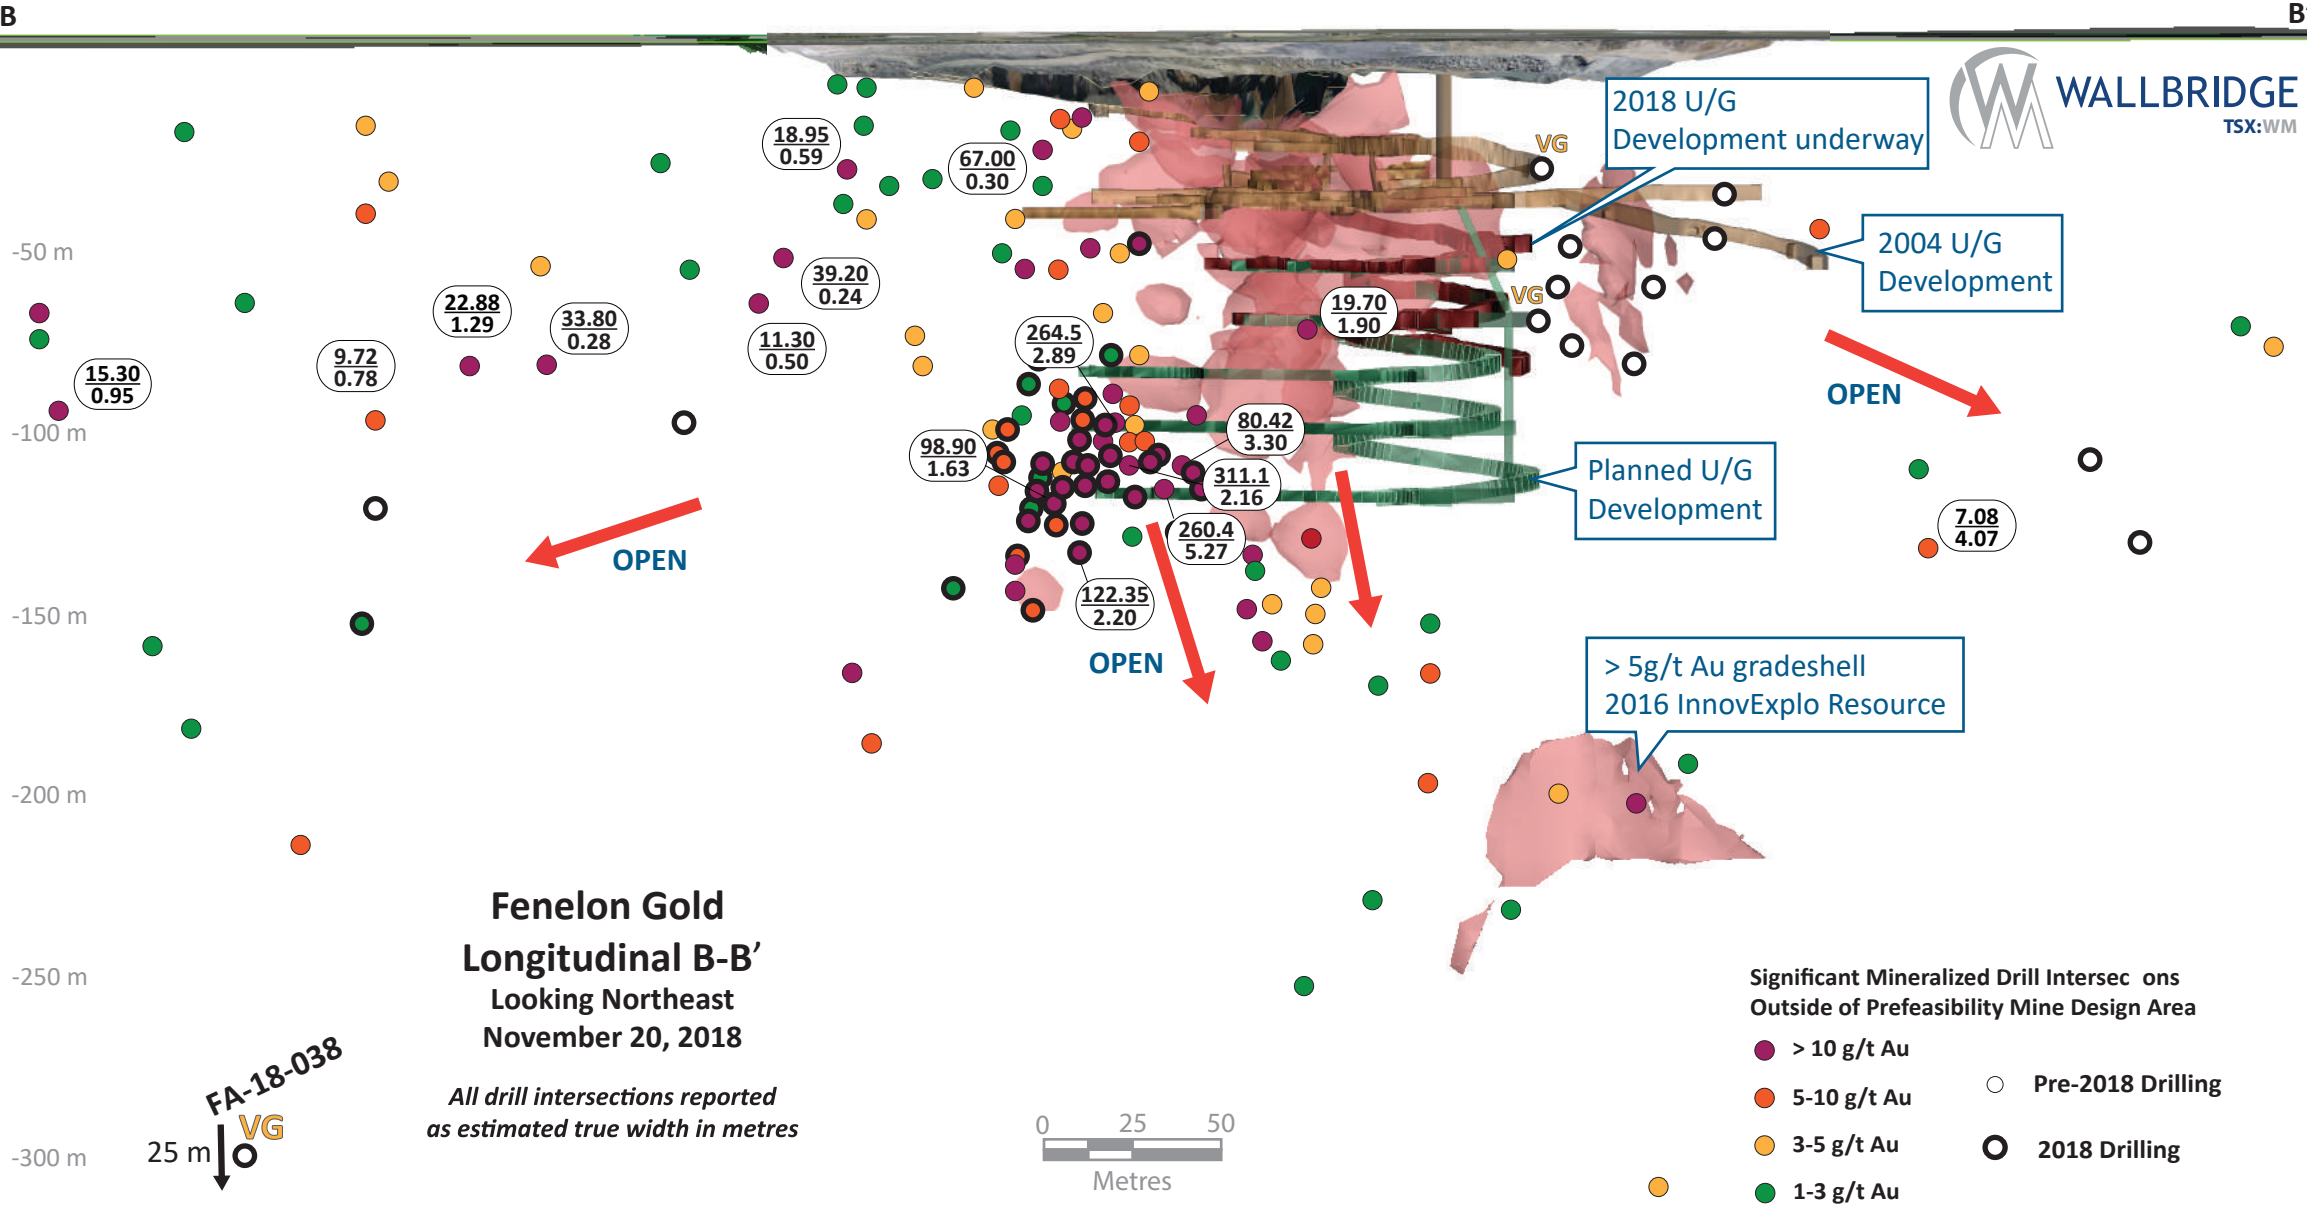 B
B'
WALLBRIDGE
TSX:WM
2018 U/G
Development underway
VG
18.95
0.59
67.00
0.30
2004 U/G
Development
-50 m
39.20
0.24
VG
22.88
1.29
33.80
0.28
11.30
0.50
264.5
2.89
19.70
1.90
9.72
0.78
15.30
0.95
OPEN
-100 m
98.90
1.63
80.42
3.30
311.1
2.16
Planned U/G
Development
260.4
5.27
7.08
4.07
OPEN
122.35
2.20
-150 m
OPEN
> 5g/t Au gradeshell
2016 InnovExplo Resource
-200 m
Fenelon Gold
Longitudinal B-B’
Looking Northeast
November 20, 2018
All drill intersections reported
as estimated true width in metres
-250 m
FA-18-038
VG
25 m
-300 m
0 25 50
Metres
Significant Mineralized Drill Intersec ons
Outside of Prefeasibility Mine Design Area
> 10 g/t Au
5-10 g/t Au
3-5 g/t Au
1-3 g/t Au
Pre-2018 Drilling
2018 Drilling